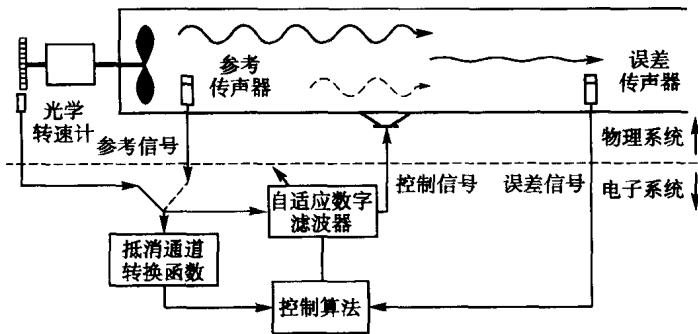 参考
传声器
误差
传声器
光学
转速计
参考信号
物理系统
控制信号
误差信号
电子系统
自适应数字
滤波器
抵消通道
转换函数
控制算法